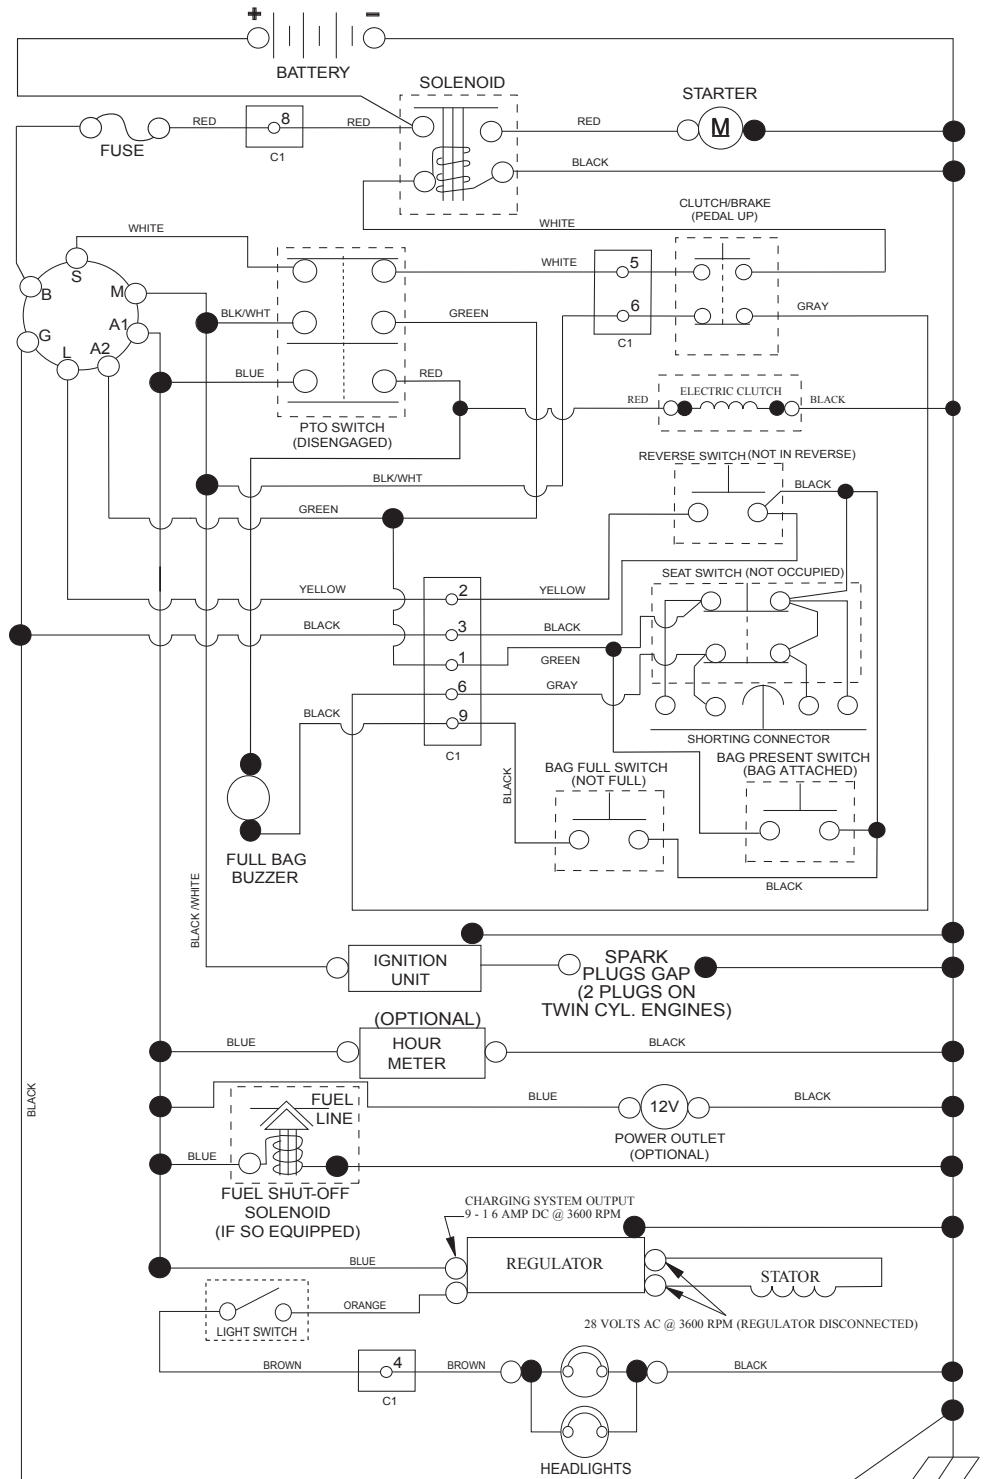 + -
BATTERY
SOLENOID
STARTER
RED
8
RED
RED
M
FUSE
C1
BLACK
CLUTCH/BRAKE
(PEDAL UP)
WHITE
WHITE
S
WHITE
5
B
M
BLK/WHT
GREEN
6
GRAY
G
A1
C1
L
A2
BLUE
RED
ELECTRIC CLUTCH
RED
BLACK
PTO SWITCH
(DISENGAGED)
REVERSE SWITCH (NOT IN REVERSE)
BLK/WHT
BLACK
GREEN
SEAT SWITCH (NOT OCCUPIED)
YELLOW
2
YELLOW
BLACK
3
BLACK
1
GREEN
6
GRAY
BLACK
9
SHORTING CONNECTOR
C1
BAG FULL SWITCH
(NOT FULL)
BAG PRESENT SWITCH
(BAG ATTACHED)
BLACK
FULL BAG
BUZZER
BLACK
BLACK /WHITE
IGNITION
UNIT
SPARK
PLUGS GAP
(2 PLUGS ON
TWIN CYL. ENGINES)
(OPTIONAL)
BLUE
HOUR
METER
BLACK
BLACK
FUEL
LINE
BLUE
12V
BLACK
POWER OUTLET
(OPTIONAL)
BLUE
FUEL SHUT-OFF
SOLENOID
(IF SO EQUIPPED)
CHARGING SYSTEM OUTPUT
9 - 1 6 AMP DC @ 3600 RPM
BLUE
REGULATOR
STATOR
ORANGE
LIGHT SWITCH
28 VOLTS AC @ 3600 RPM (REGULATOR DISCONNECTED)
BROWN
4
BROWN
BLACK
C1
HEADLIGHTS